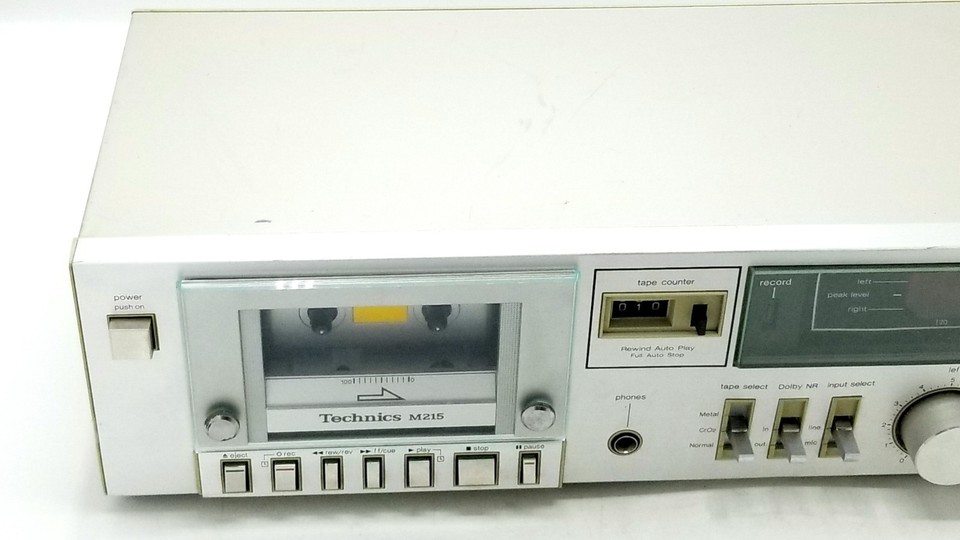 power
push on
100 0
Technics M215
eject
rec
rew/rev
ff/cue
play
stop
pause
tape counter
0 1 0
Rewind Auto Play
Full Auto Stop
phones
record
left
peak level
right
tape select
Metal
CrO2
Normal
Dolby NR
in
out
input select
line
mic